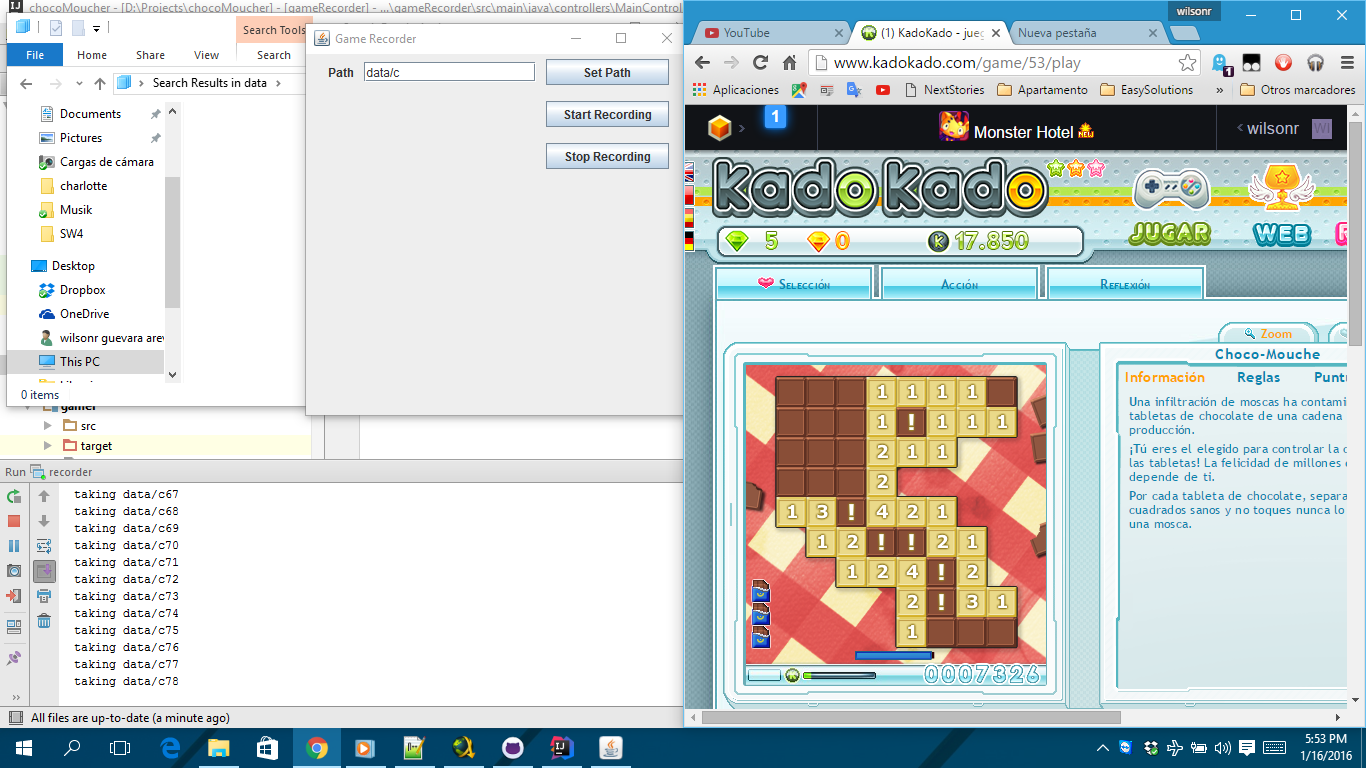 chocoMoucher - [D:\Projects\chocoMoucher] - [gameRecorder] - ...\gameRecorder\src\main\java\controllers\MainControl
Search Tools
File
Home
Share
View
Search
Search Results in data
Documents
Pictures
Cargas de cámara
charlotte
Musik
SW4
Desktop
Dropbox
OneDrive
wilsonr guevara arev
This PC
0 items
Game Recorder
Path
data/c
Set Path
Start Recording
Stop Recording
gamer
src
target
Run
recorder
taking data/c67
taking data/c68
taking data/c69
taking data/c70
taking data/c71
taking data/c72
taking data/c73
taking data/c74
taking data/c75
taking data/c76
taking data/c77
taking data/c78
All files are up-to-date (a minute ago)
wilsonr
YouTube
(1) KadoKado - jueg
Nueva pestaña
www.kadokado.com/game/53/play
1
Aplicaciones
NextStories
Apartamento
EasySolutions
»
Otros marcadores
1
Monster Hotel NEW
wilsonr
WI
kadokado
JUGAR
WEB
R
5
0
K
17.850
Selección
Acción
Reflexión
Zoom
Choco-Mouche
Información
Reglas
Puntu
Una infiltración de moscas ha contami
tabletas de chocolate de una cadena
producción.
¡Tú eres el elegido para controlar la c
las tabletas! La felicidad de millones
depende de ti.
Por cada tableta de chocolate, separa
cuadrados sanos y no toques nunca lo
una mosca.
1 1 1 1
1 ! 1 1 1
2 1 1
2
1 3 ! 4 2 1
1 2 ! ! 2 1
1 2 4 ! 2
2 ! 3 1
1
0007326
5:53 PM
1/16/2016